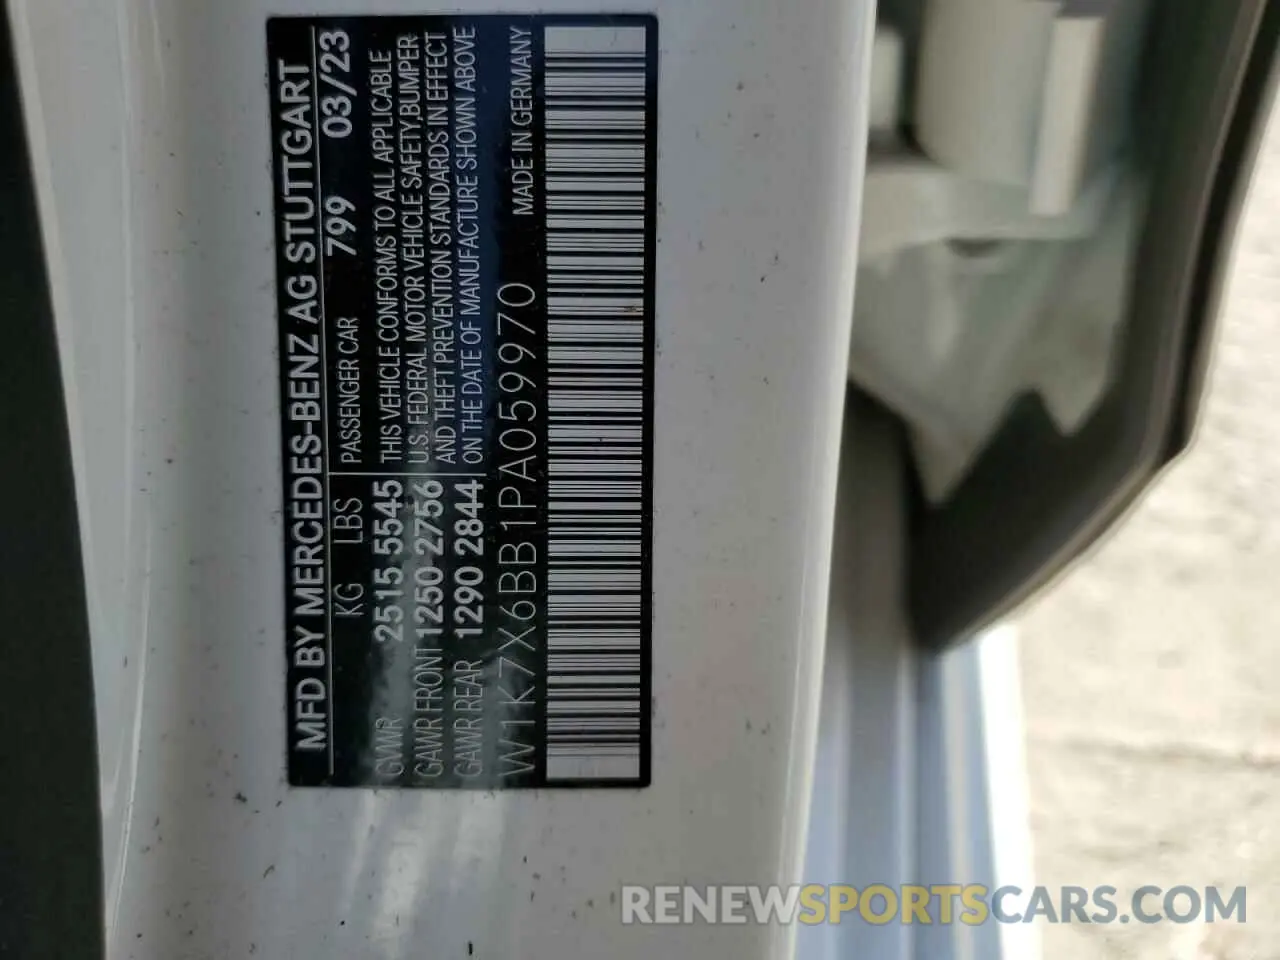 MFD BY MERCEDES-BENZ AG STUTTGART
KG LBS PASSENGER CAR 799 03/23
GVWR 2515 5545 THIS VEHICLE CONFORMS TO ALL APPLICABLE
GAWR FRONT 1250 2756 U.S. FEDERAL MOTOR VEHICLE SAFETY,BUMPER
AND THEFT PREVENTION STANDARDS IN EFFECT
GAWR REAR 1290 2844 ON THE DATE OF MANUFACTURE SHOWN ABOVE
W1K7X6BB1PA059970 MADE IN GERMANY
RENEWSPORTSCARS.COM